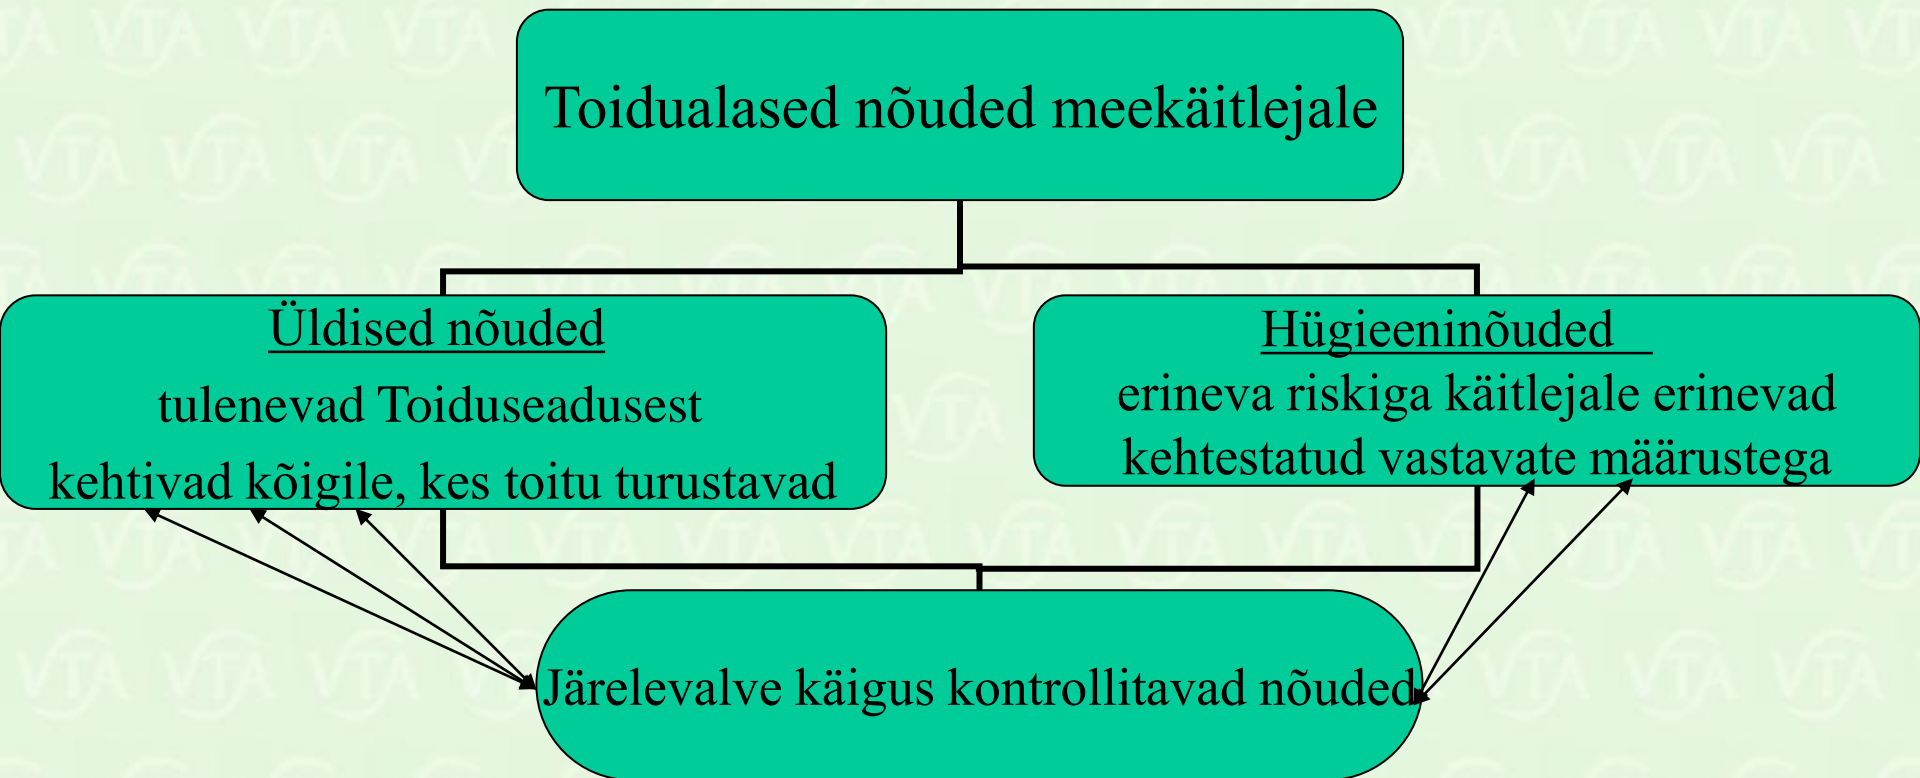 Toidualased nõuded meekäitlejale
Üldised nõuded
tulenevad Toiduseadusest
kehtivad kõigile, kes toitu turustavad
Hügieeninõuded
erineva riskiga käitlejale erinevad
kehtestatud vastavate määrustega
Järelevalve käigus kontrollitavad nõuded
VTA